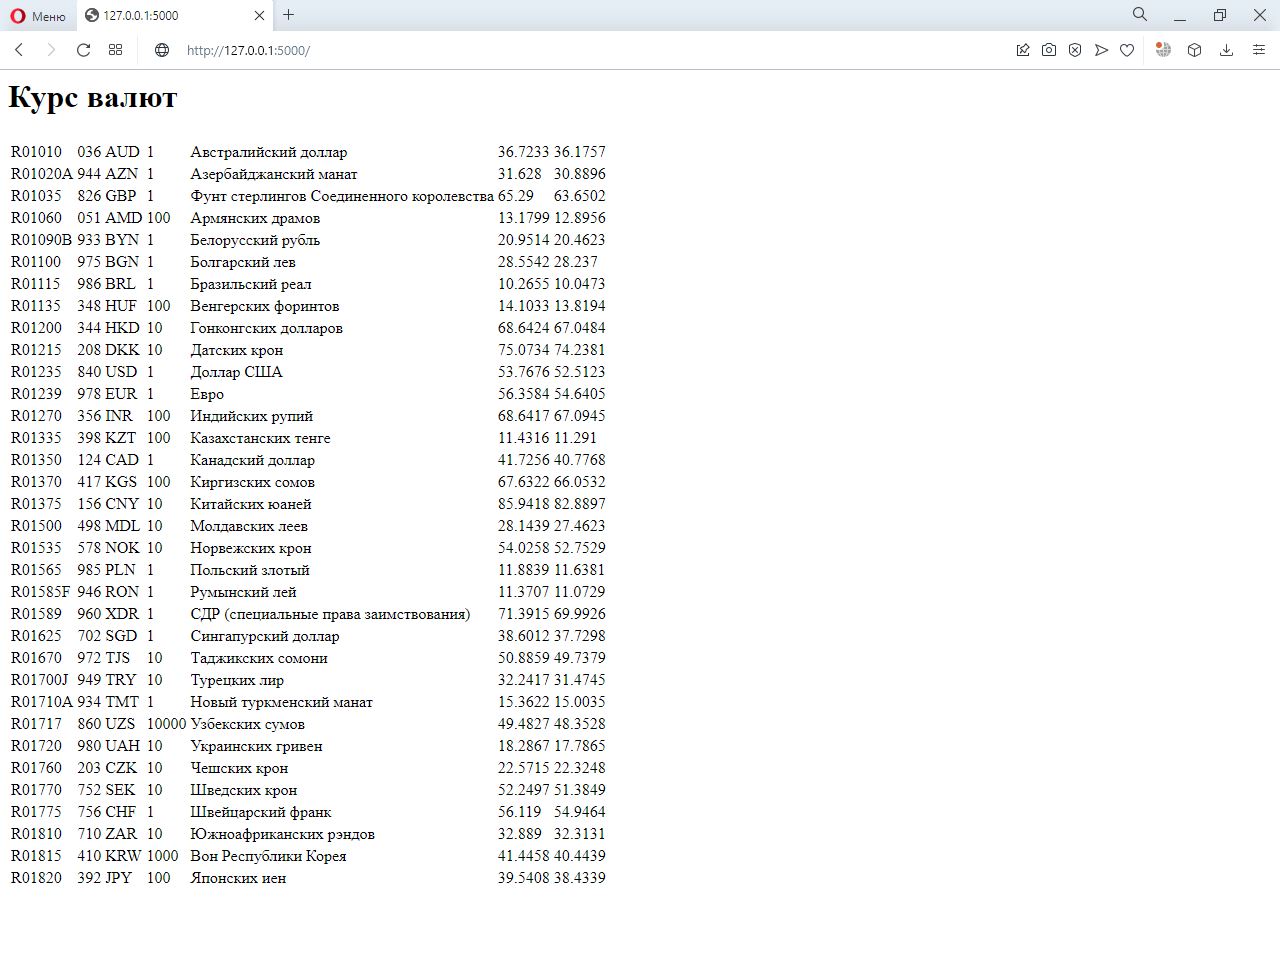 Меню
127.0.0.1:5000
http://127.0.0.1:5000/
Курс валют
R01010 036 AUD 1 Австралийский доллар 36.7233 36.1757
R01020A 944 AZN 1 Азербайджанский манат 31.628 30.8896
R01035 826 GBP 1 Фунт стерлингов Соединенного королевства 65.29 63.6502
R01060 051 AMD 100 Армянских драмов 13.1799 12.8956
R01090B 933 BYN 1 Белорусский рубль 20.9514 20.4623
R01100 975 BGN 1 Болгарский лев 28.5542 28.237
R01115 986 BRL 1 Бразильский реал 10.2655 10.0473
R01135 348 HUF 100 Венгерских форинтов 14.1033 13.8194
R01200 344 HKD 10 Гонконгских долларов 68.6424 67.0484
R01215 208 DKK 10 Датских крон 75.0734 74.2381
R01235 840 USD 1 Доллар США 53.7676 52.5123
R01239 978 EUR 1 Евро 56.3584 54.6405
R01270 356 INR 100 Индийских рупий 68.6417 67.0945
R01335 398 KZT 100 Казахстанских тенге 11.4316 11.291
R01350 124 CAD 1 Канадский доллар 41.7256 40.7768
R01370 417 KGS 100 Киргизских сомов 67.6322 66.0532
R01375 156 CNY 10 Китайских юаней 85.9418 82.8897
R01500 498 MDL 10 Молдавских леев 28.1439 27.4623
R01535 578 NOK 10 Норвежских крон 54.0258 52.7529
R01565 985 PLN 1 Польский злотый 11.8839 11.6381
R01585F 946 RON 1 Румынский лей 11.3707 11.0729
R01589 960 XDR 1 СДР (специальные права заимствования) 71.3915 69.9926
R01625 702 SGD 1 Сингапурский доллар 38.6012 37.7298
R01670 972 TJS 10 Таджикских сомони 50.8859 49.7379
R01700J 949 TRY 10 Турецких лир 32.2417 31.4745
R01710A 934 TMT 1 Новый туркменский манат 15.3622 15.0035
R01717 860 UZS 10000 Узбекских сумов 49.4827 48.3528
R01720 980 UAH 10 Украинских гривен 18.2867 17.7865
R01760 203 CZK 10 Чешских крон 22.5715 22.3248
R01770 752 SEK 10 Шведских крон 52.2497 51.3849
R01775 756 CHF 1 Швейцарский франк 56.119 54.9464
R01810 710 ZAR 10 Южноафриканских рэндов 32.889 32.3131
R01815 410 KRW 1000 Вон Республики Корея 41.4458 40.4439
R01820 392 JPY 100 Японских иен 39.5408 38.4339